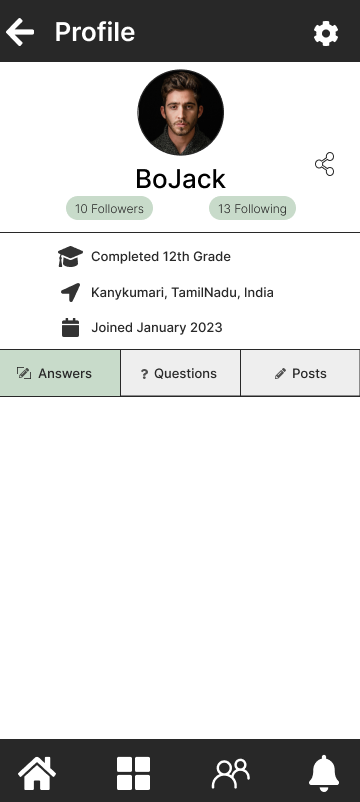 Profile
BoJack
10 Followers 13 Following
Completed 12th Grade
Kanykumari, TamilNadu, India
Joined January 2023
Answers ? Questions Posts